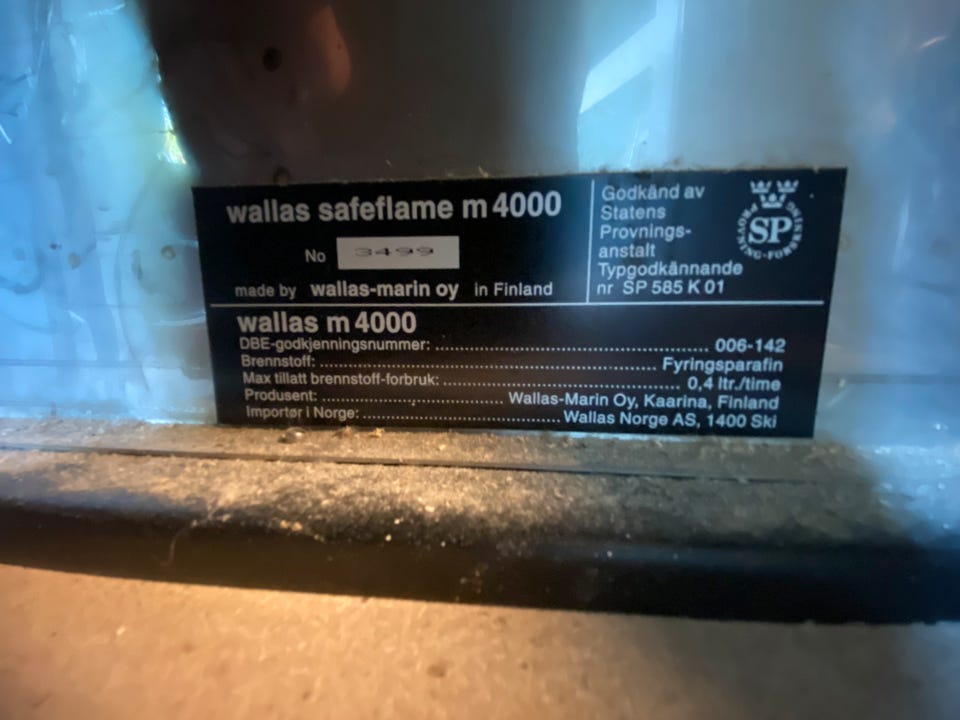 wallas safeflame m 4000
No 3499
made by wallas-marin oy in Finland
Godkänd av
Statens
Provnings-
anstalt
Typgodkännande
nr SP 585 K 01
SP
wallas m 4000
DBE-godkjenningsnummer: 006-142
Brennstoff: Fyringsparafin
Max tillatt brennstoff-forbruk: 0,4 ltr./time
Produsent: Wallas-Marin Oy, Kaarina, Finland
Importør i Norge: Wallas Norge AS, 1400 Ski